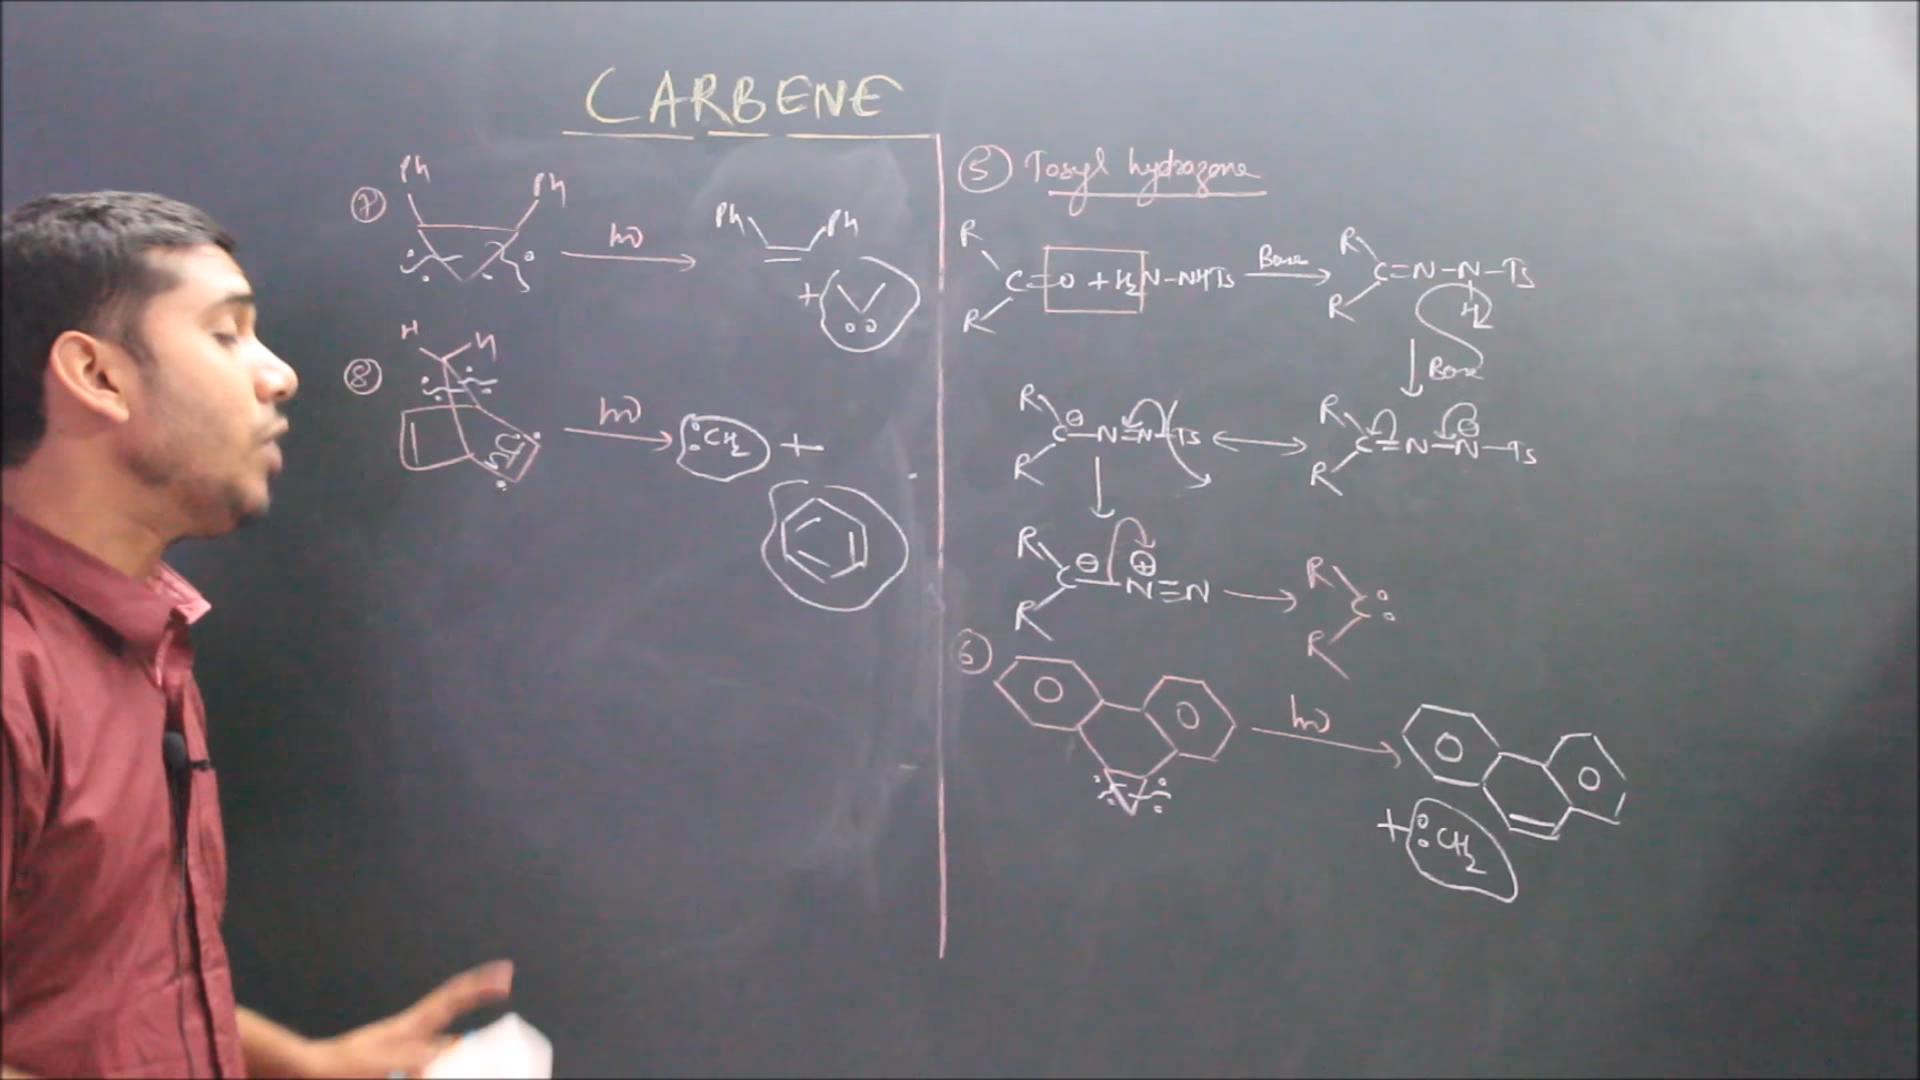 CARBENE
7
Ph
Ph
hν
Ph
Ph
+
8
H
H
hν
:CH2 +
5 Tosyl hydrazone
R
R
C=O + H2N-NHTs
Base
R
R
C=N-N-Ts
H
Base
R
R
C-N=N-Ts
⊖
R
R
C=N-N-Ts
⊖
R
R
C-N≡N
⊖ ⊕
R
R
C:
6
hν
+ :CH2